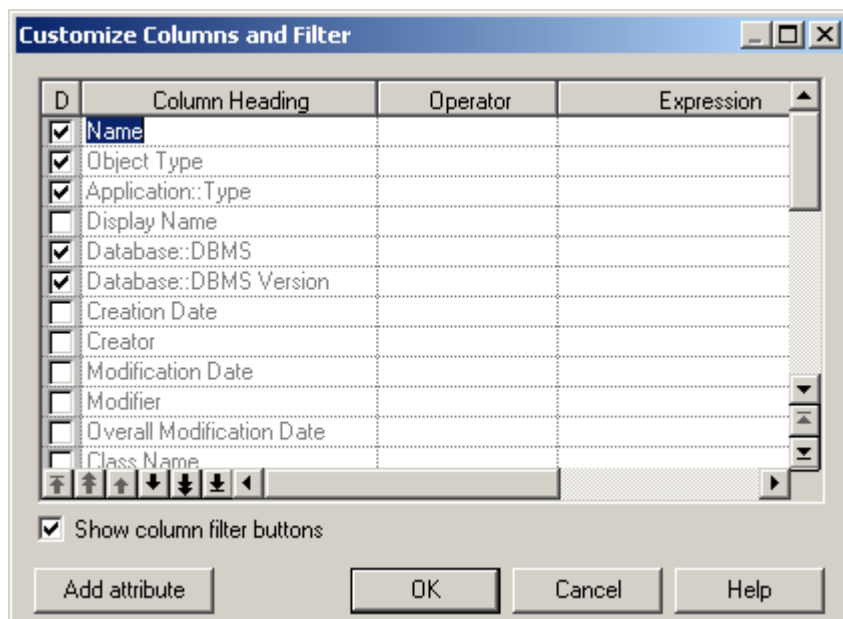 Customize Columns and Filter
D Column Heading Operator Expression
Name
Object Type
Application::Type
Display Name
Database::DBMS
Database::DBMS Version
Creation Date
Creator
Modification Date
Modifier
Overall Modification Date
Class Name
Show column filter buttons
Add attribute OK Cancel Help